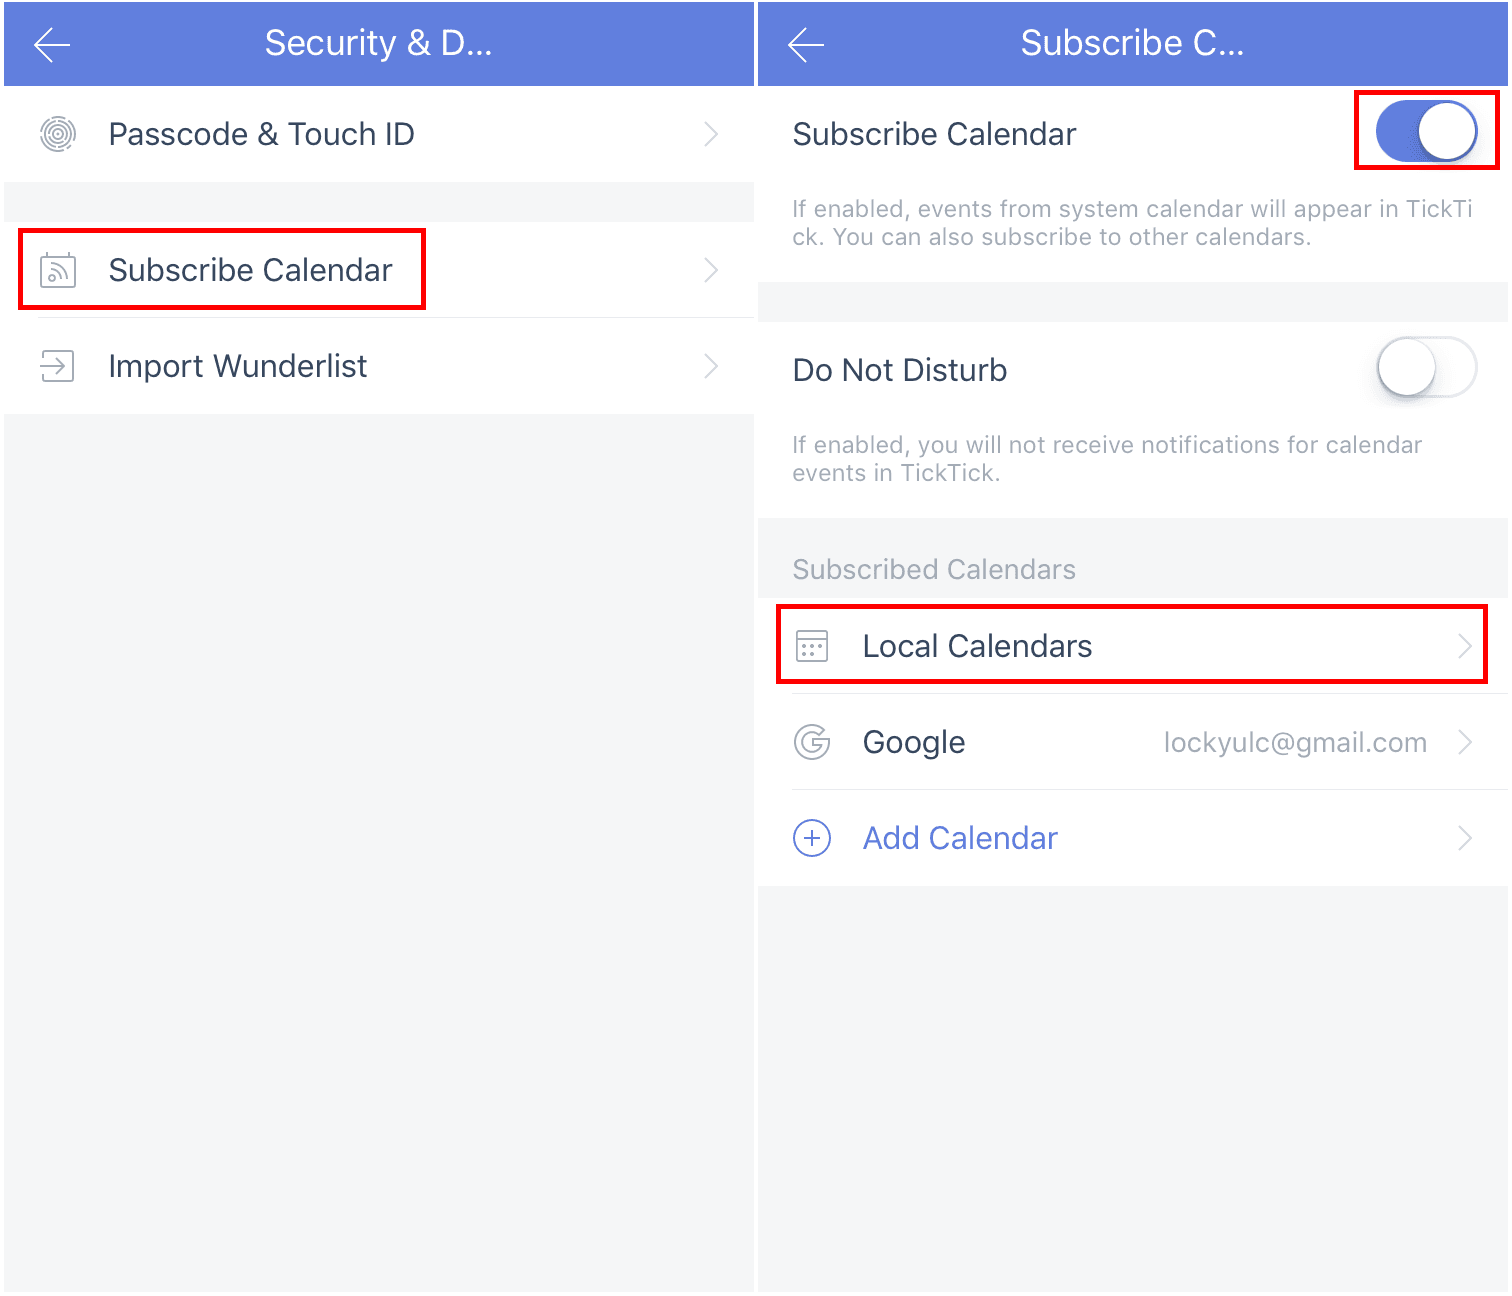 Security & D...
Passcode & Touch ID
Subscribe Calendar
Import Wunderlist
Subscribe C...
Subscribe Calendar
If enabled, events from system calendar will appear in TickTi
ck. You can also subscribe to other calendars.
Do Not Disturb
If enabled, you will not receive notifications for calendar
events in TickTick.
Subscribed Calendars
Local Calendars
Google lockyulc@gmail.com
Add Calendar